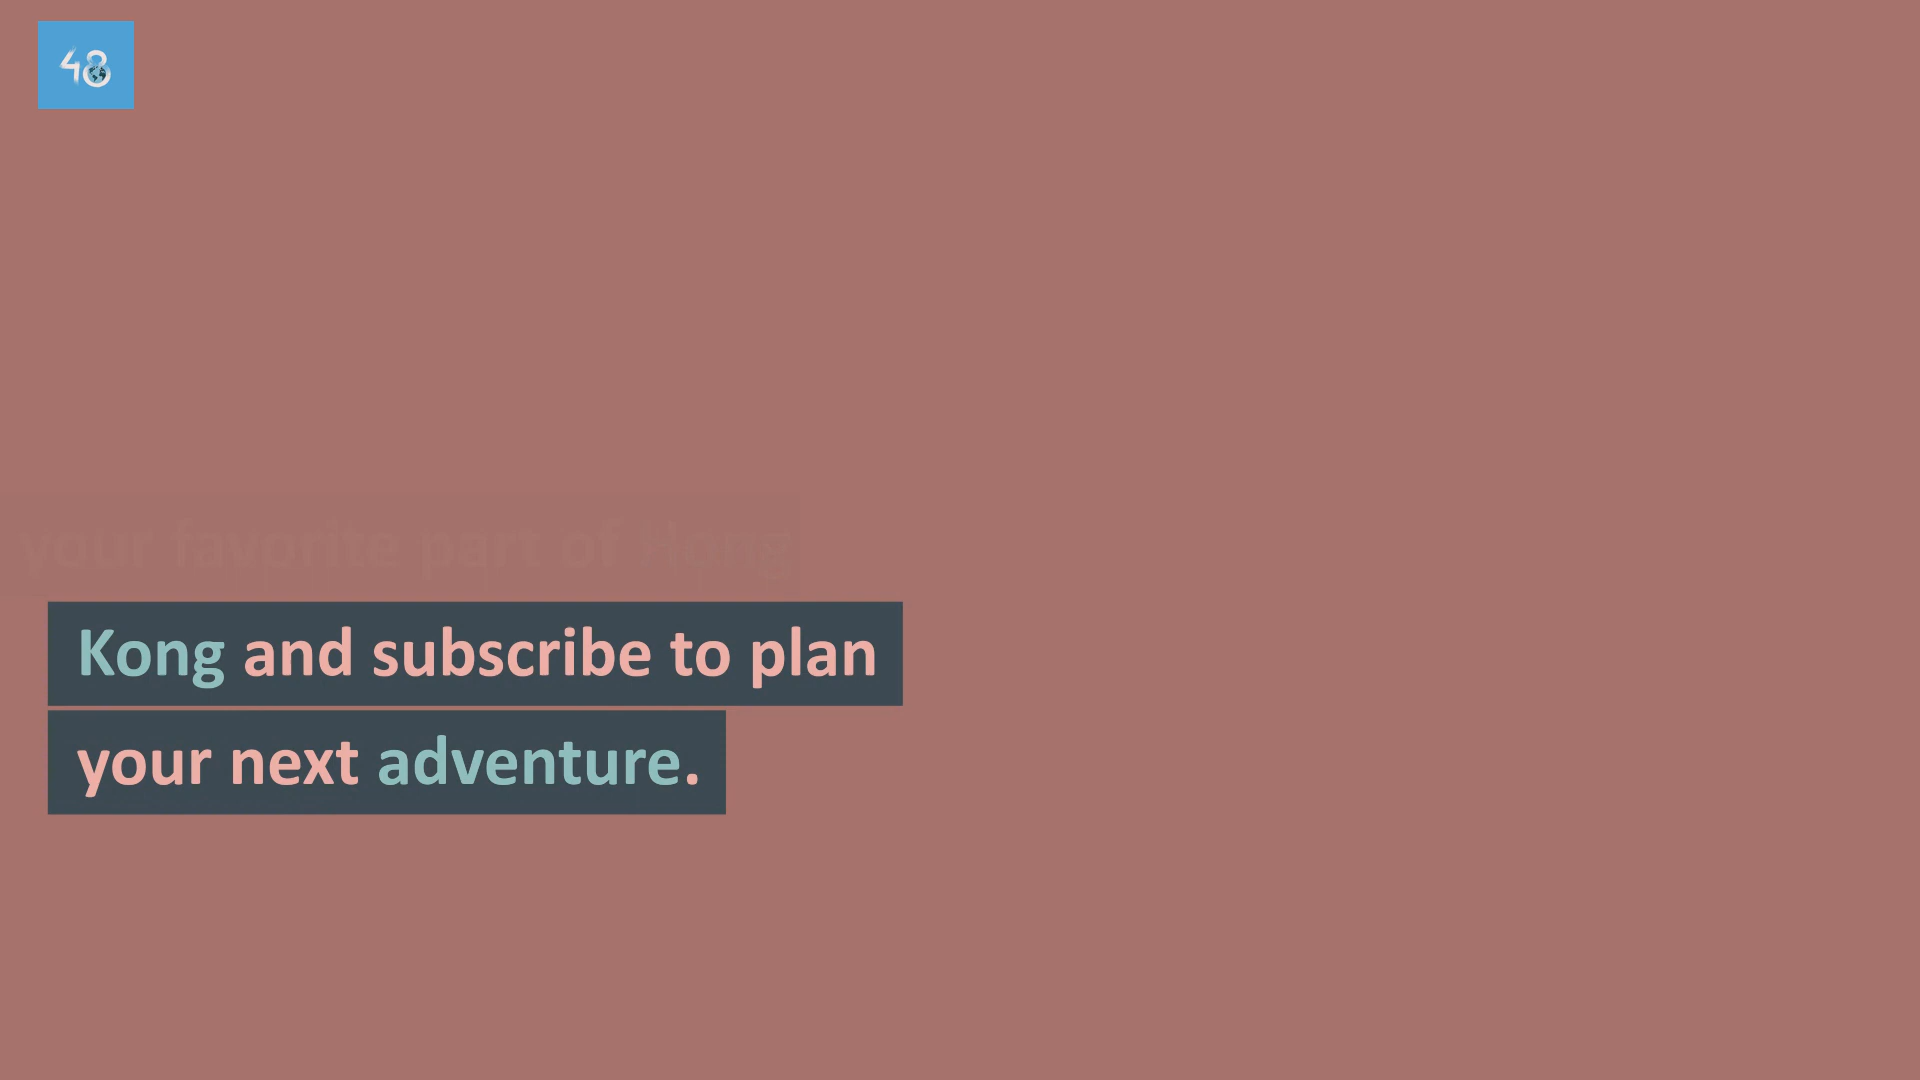 48
your favorite part of Hong
Kong and subscribe to plan
your next adventure.